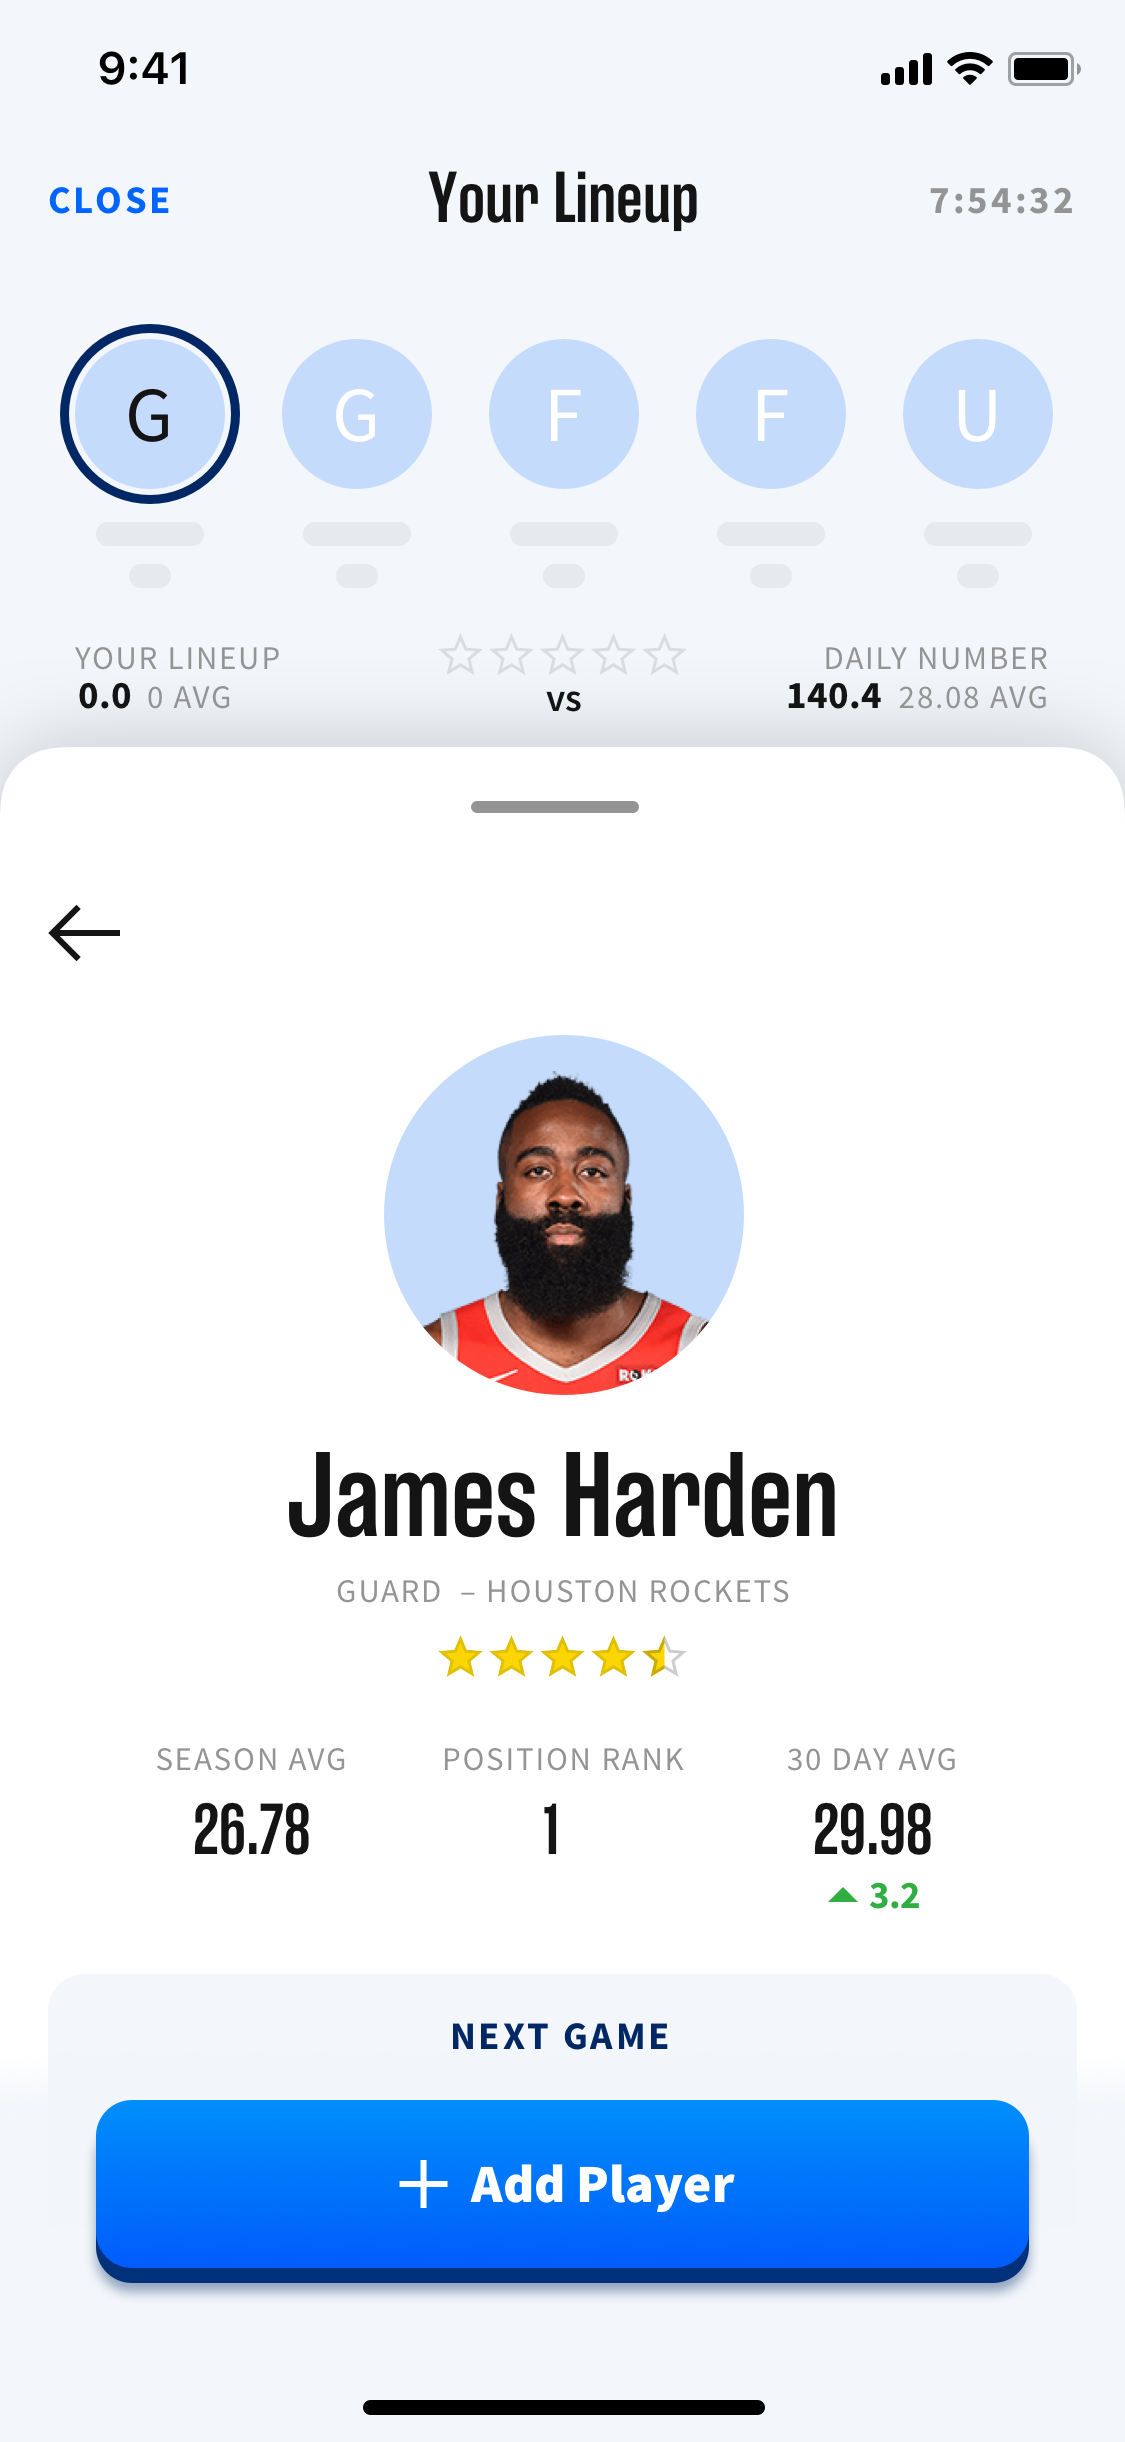 9:41
CLOSE Your Lineup 7:54:32
G G F F U
YOUR LINEUP DAILY NUMBER
0.0 0 AVG VS 140.4 28.08 AVG
James Harden
GUARD – HOUSTON ROCKETS
SEASON AVG POSITION RANK 30 DAY AVG
26.78 1 29.98
3.2
NEXT GAME
Add Player